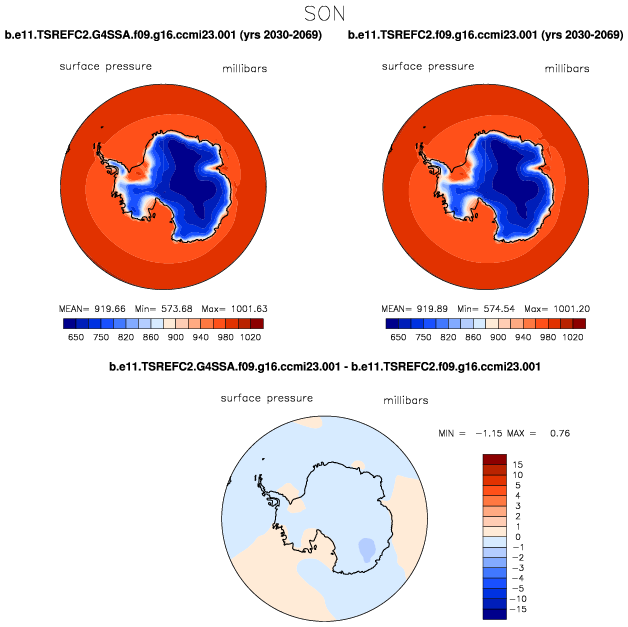 SON
b.e11.TSREFC2.G4SSA.f09.g16.ccmi23.001 (yrs 2030-2069) b.e11.TSREFC2.f09.g16.ccmi23.001 (yrs 2030-2069)
surface pressure millibars surface pressure millibars
MEAN= 919.66 Min= 573.68 Max= 1001.63 MEAN= 919.89 Min= 574.54 Max= 1001.20
650 750 820 860 900 940 980 1020 650 750 820 860 900 940 980 1020
b.e11.TSREFC2.G4SSA.f09.g16.ccmi23.001 - b.e11.TSREFC2.f09.g16.ccmi23.001
surface pressure millibars
MIN = -1.15 MAX = 0.76
15
10
5
4
3
2
1
0
-1
-2
-3
-4
-5
-10
-15